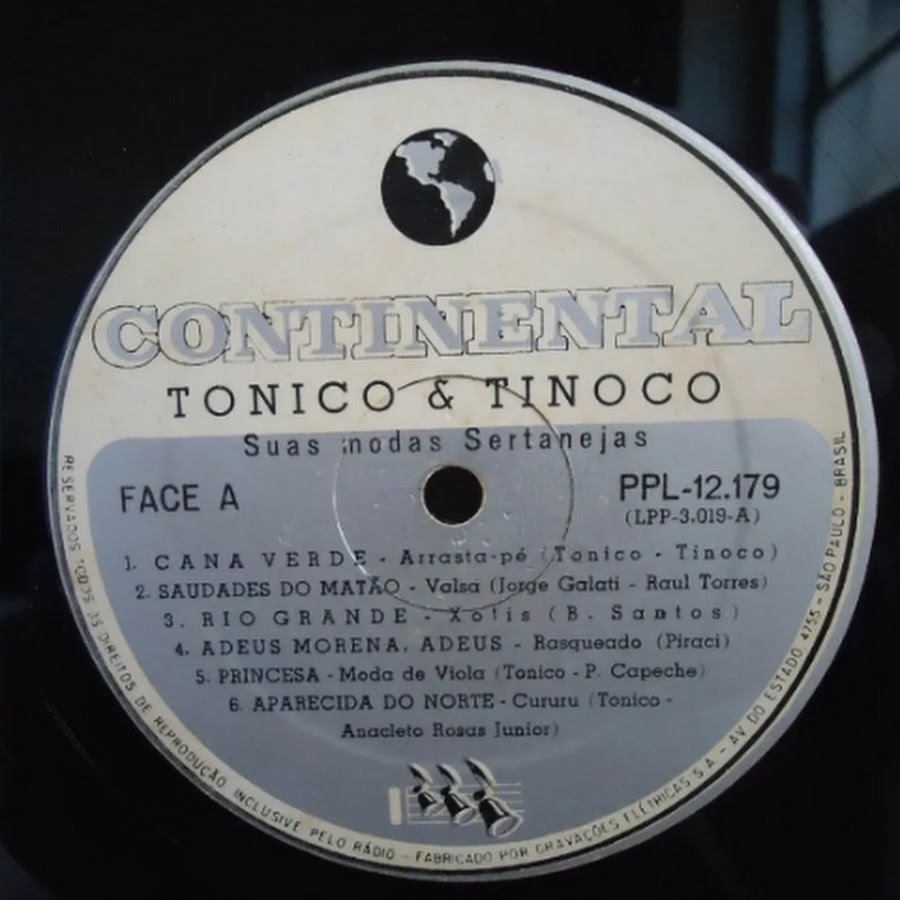 CONTINENTAL
TONICO & TINOCO
Suas modas Sertanejas
FACE A
PPL-12.179
(LPP-3.019-A)
1. CANA VERDE - Arrasta-pé (Tonico - Tinoco)
2. SAUDADES DO MATÃO - Valsa (Jorge Galati - Raul Torres)
3. RIO GRANDE - Xótis (B. Santos)
4. ADEUS MORENA, ADEUS - Rasqueado (Piraci)
5. PRINCESA - Moda de Viola (Tonico - P. Capeche)
6. APARECIDA DO NORTE - Cururu (Tonico -
Anacleto Rosas Junior)
RESERVADOS TODOS OS DIREITOS DE REPRODUÇÃO INCLUSIVE PELO RÁDIO - FABRICADO POR GRAVAÇÕES ELÉTRICAS S.A. - AV DO ESTADO, 4755 - SÃO PAULO - BRASIL